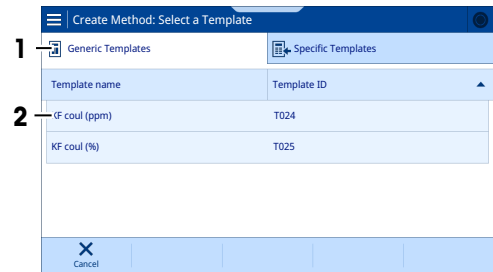 Create Method: Select a Template
1
Generic Templates
Specific Templates
Template name
Template ID
2
KF coul (ppm)
T024
KF coul (%)
T025
Cancel